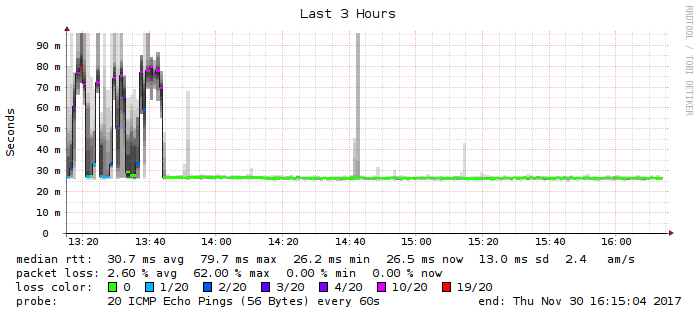 Last 3 Hours
RRDTOOL / TOBI OETIKER
Seconds
90 m
80 m
70 m
60 m
50 m
40 m
30 m
20 m
10 m
0
13:20 13:40 14:00 14:20 14:40 15:00 15:20 15:40 16:00
median rtt: 30.7 ms avg 79.7 ms max 26.2 ms min 26.5 ms now 13.0 ms sd 2.4 am/s
packet loss: 2.60 % avg 62.00 % max 0.00 % min 0.00 % now
loss color: 0 1/20 2/20 3/20 4/20 10/20 19/20
probe: 20 ICMP Echo Pings (56 Bytes) every 60s end: Thu Nov 30 16:15:04 2017